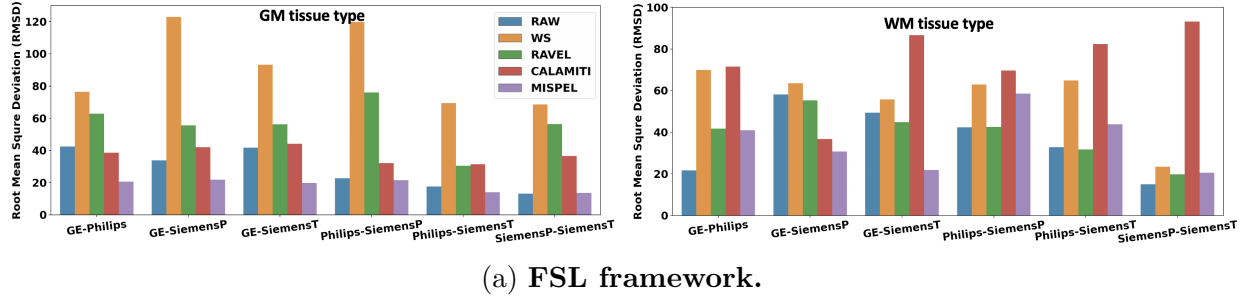 GM tissue type
Root Mean Squre Deviation (RMSD)
120
100
80
60
40
20
0
RAW
WS
RAVEL
CALAMITI
MISPEL
GE-Philips
GE-SiemensP
GE-SiemensT
Philips-SiemensP
Philips-SiemensT
SiemensP-SiemensT
WM tissue type
Root Mean Squre Deviation (RMSD)
100
80
60
40
20
0
GE-Philips
GE-SiemensP
GE-SiemensT
Philips-SiemensP
Philips-SiemensT
SiemensP-SiemensT
(a) FSL framework.